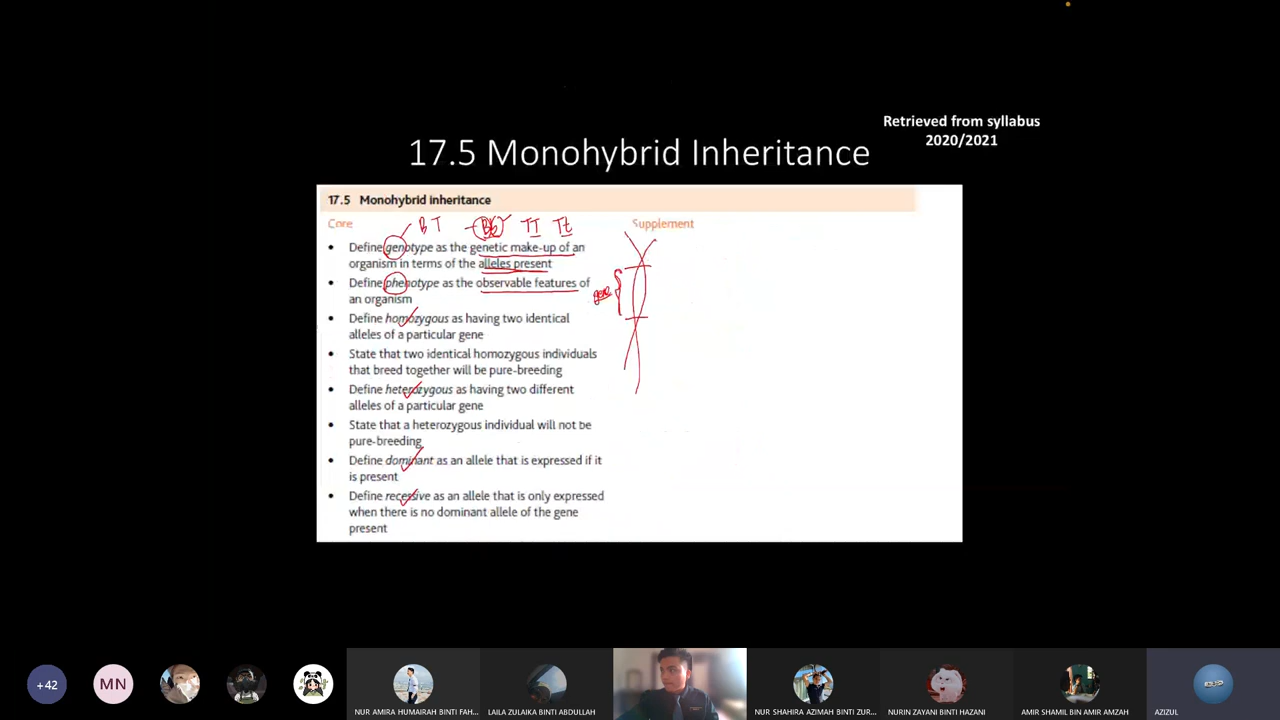 Retrieved from syllabus
2020/2021
17.5 Monohybrid Inheritance
17.5 Monohybrid inheritance
Core
B T
Bb
TT
Tt
Supplement
• Define genotype as the genetic make-up of an
organism in terms of the alleles present
• Define phenotype as the observable features of
an organism
gene
• Define homozygous as having two identical
alleles of a particular gene
• State that two identical homozygous individuals
that breed together will be pure-breeding
• Define heterozygous as having two different
alleles of a particular gene
• State that a heterozygous individual will not be
pure-breeding
• Define dominant as an allele that is expressed if it
is present
• Define recessive as an allele that is only expressed
when there is no dominant allele of the gene
present
+42
MN
NUR AMIRA HUMAIRAH BINTI FAH...
LAILA ZULAIKA BINTI ABDULLAH
NUR SHAHIRA AZIMAH BINTI ZUR...
NURIN ZAYANI BINTI HAZANI
AMIR SHAMIL BIN AMIR AMZAH
AZIZUL